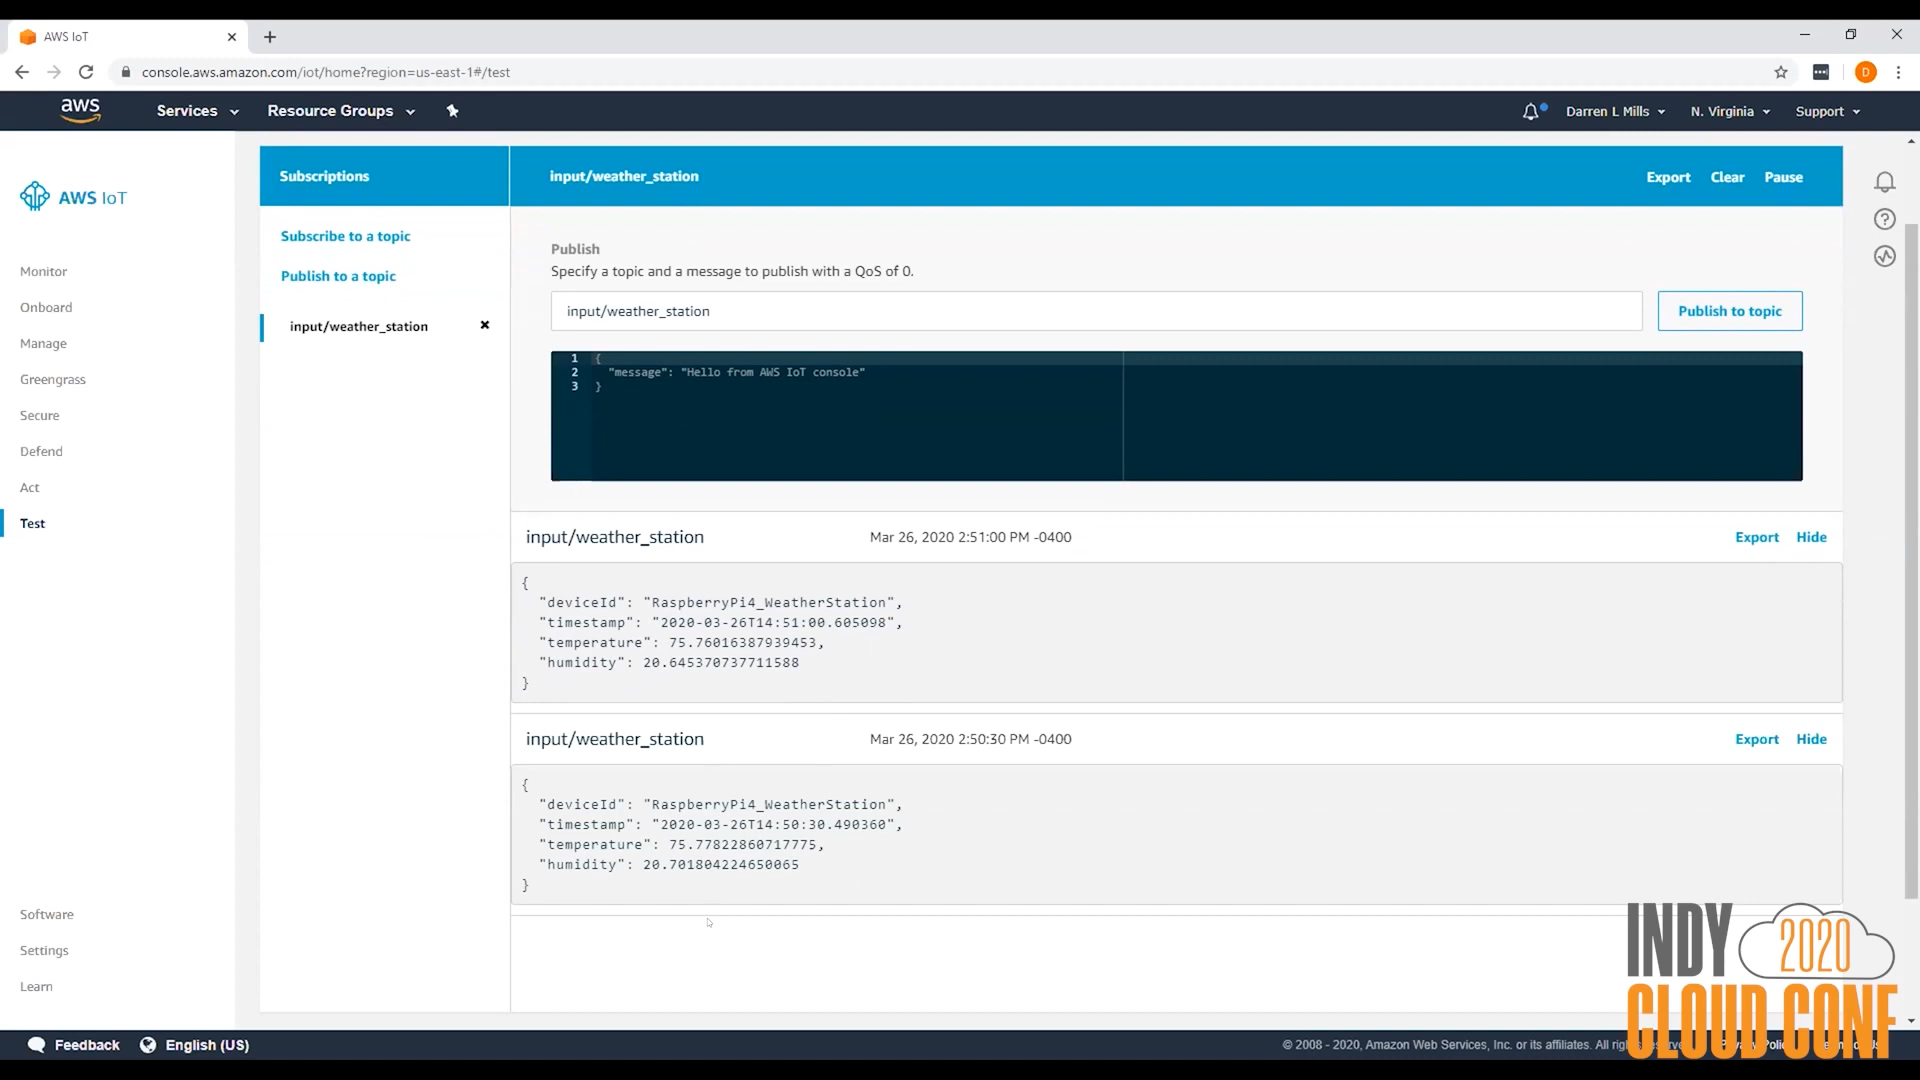 AWS IoT
console.aws.amazon.com/iot/home?region=us-east-1#/test
D
aws
Services
Resource Groups
Darren L Mills
N. Virginia
Support
AWS IoT
Monitor
Onboard
Manage
Greengrass
Secure
Defend
Act
Test
Software
Settings
Learn
Subscriptions
Subscribe to a topic
Publish to a topic
input/weather_station
input/weather_station
Export
Clear
Pause
Publish
Specify a topic and a message to publish with a QoS of 0.
input/weather_station
Publish to topic
1 {
2 "message": "Hello from AWS IoT console"
3 }
input/weather_station
Mar 26, 2020 2:51:00 PM -0400
Export
Hide
{
"deviceId": "RaspberryPi4_WeatherStation",
"timestamp": "2020-03-26T14:51:00.605098",
"temperature": 75.76016387939453,
"humidity": 20.645370737711588
}
input/weather_station
Mar 26, 2020 2:50:30 PM -0400
Export
Hide
{
"deviceId": "RaspberryPi4_WeatherStation",
"timestamp": "2020-03-26T14:50:30.490360",
"temperature": 75.77822860717775,
"humidity": 20.701804224650065
}
INDY
2020
CLOUD CONF
Feedback
English (US)
© 2008 - 2020, Amazon Web Services, Inc. or its affiliates. All